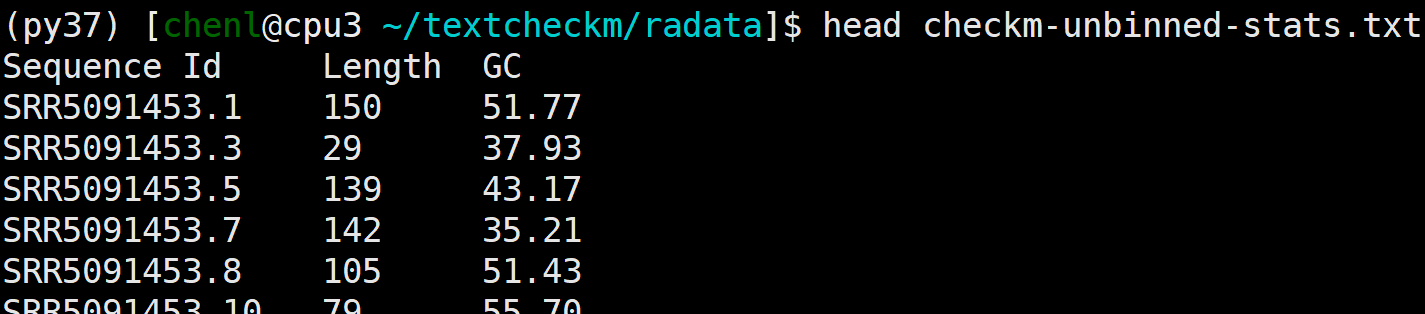 (py37) [chenl@cpu3 ~/textcheckm/radata]$ head checkm-unbinned-stats.txt
Sequence Id Length GC
SRR5091453.1 150 51.77
SRR5091453.3 29 37.93
SRR5091453.5 139 43.17
SRR5091453.7 142 35.21
SRR5091453.8 105 51.43
SRR5091453.10 79 55.70